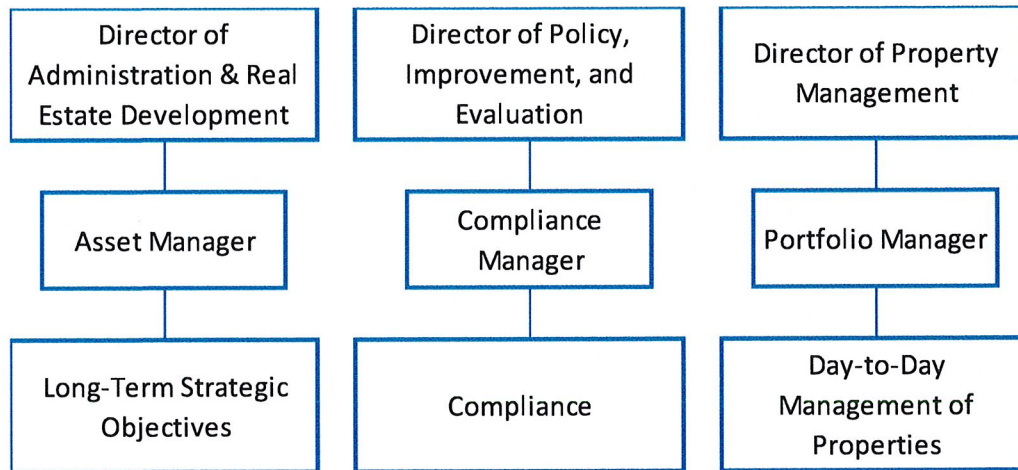 Director of
Administration & Real
Estate Development
Director of Policy,
Improvement, and
Evaluation
Director of Property
Management
Asset Manager
Compliance
Manager
Portfolio Manager
Long-Term Strategic
Objectives
Compliance
Day-to-Day
Management of
Properties